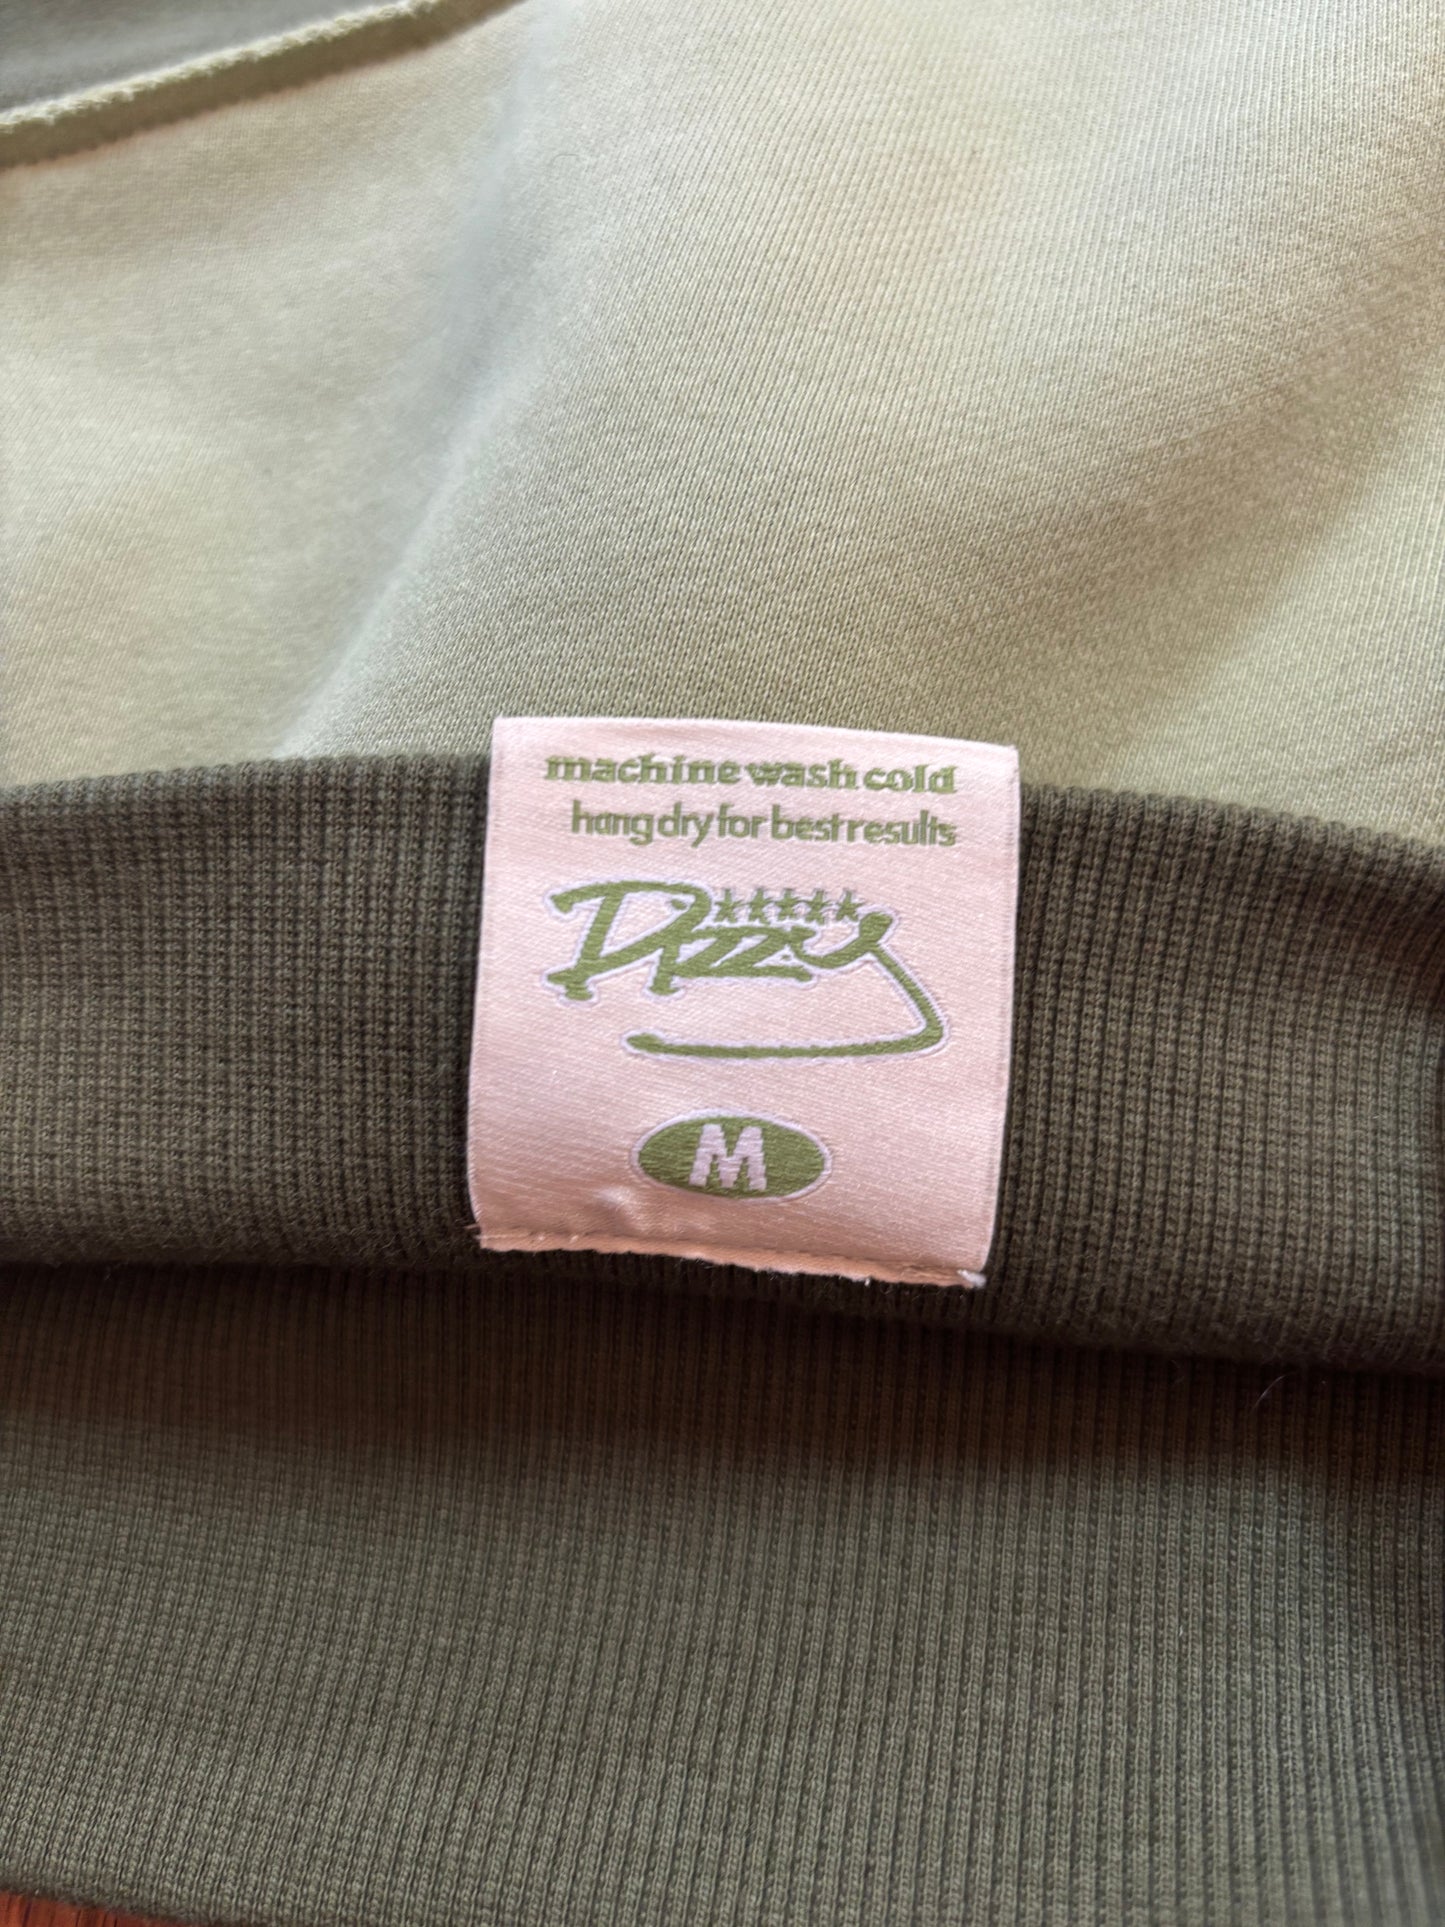 machine wash cold
hang dry for best results
Dizzy
M